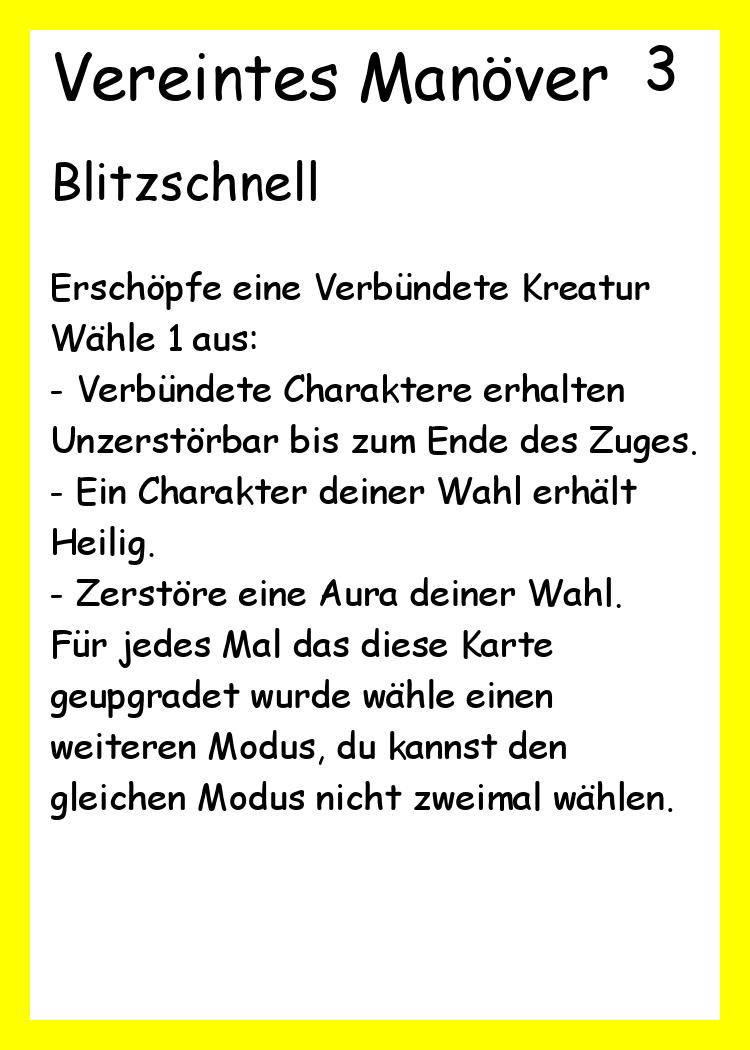 Vereintes Manöver 3
Blitzschnell
Erschöpfe eine Verbündete Kreatur
Wähle 1 aus:
- Verbündete Charaktere erhalten
Unzerstörbar bis zum Ende des Zuges.
- Ein Charakter deiner Wahl erhält
Heilig.
- Zerstöre eine Aura deiner Wahl.
Für jedes Mal das diese Karte
geupgradet wurde wähle einen
weiteren Modus, du kannst den
gleichen Modus nicht zweimal wählen.